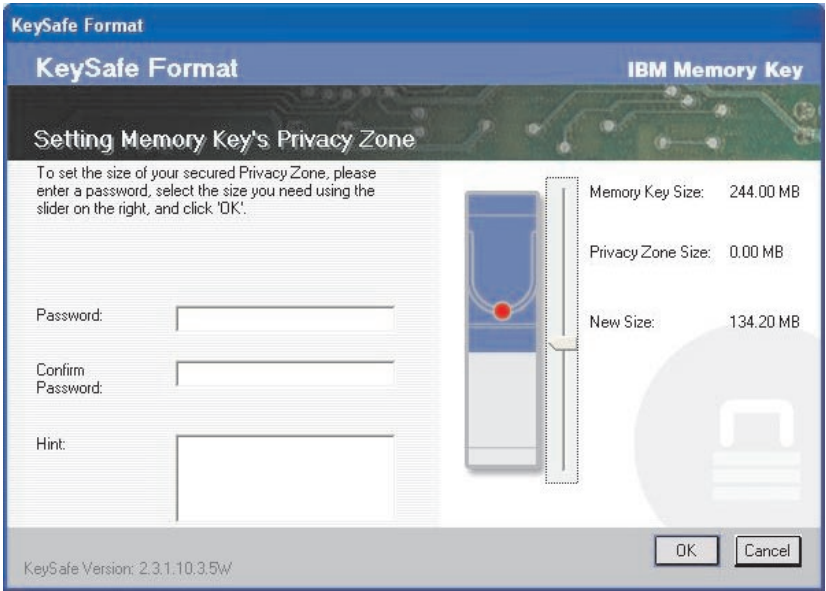 KeySafe Format
KeySafe Format
IBM Memory Key
Setting Memory Key's Privacy Zone
To set the size of your secured Privacy Zone, please
enter a password, select the size you need using the
slider on the right, and click 'OK'.
Memory Key Size: 244.00 MB
Privacy Zone Size: 0.00 MB
New Size: 134.20 MB
Password:
Confirm
Password:
Hint:
OK
Cancel
KeySafe Version: 2.3.1.10.3.5W